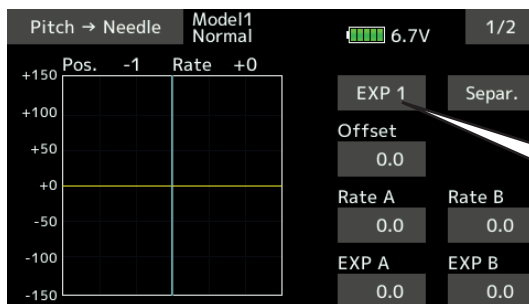 Pitch → Needle
Model1
Normal
6.7V
1/2
Pos. -1 Rate +0
+150
+100
+50
+0
-50
-100
-150
EXP 1
Separ.
Offset
0.0
Rate A Rate B
0.0 0.0
EXP A EXP B
0.0 0.0